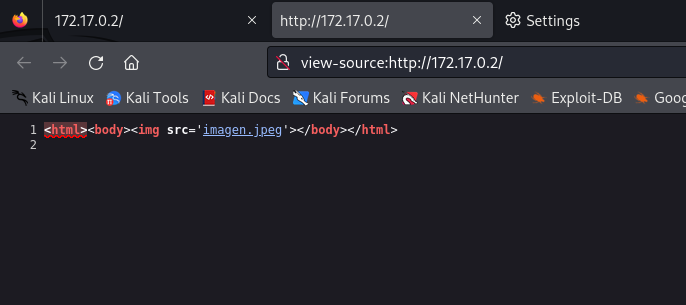 172.17.0.2/ http://172.17.0.2/ Settings
view-source:http://172.17.0.2/
Kali Linux Kali Tools Kali Docs Kali Forums Kali NetHunter Exploit-DB Goog
1 <html><body><img src='imagen.jpeg'></body></html>
2